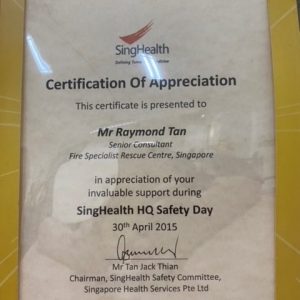 SingHealth
Defining
Certification Of Appreciation
This certificate is presented to
Mr Raymond Tan
Senior Consultant
Fire Specialist Rescue Centre, Singapore
in appreciation of your
invaluable support during
SingHealth HQ Safety Day
30th April 2015
Mr Tan Jack Thian
Chairman, SingHealth Safety Committee,
Singapore Health Services Pte Ltd